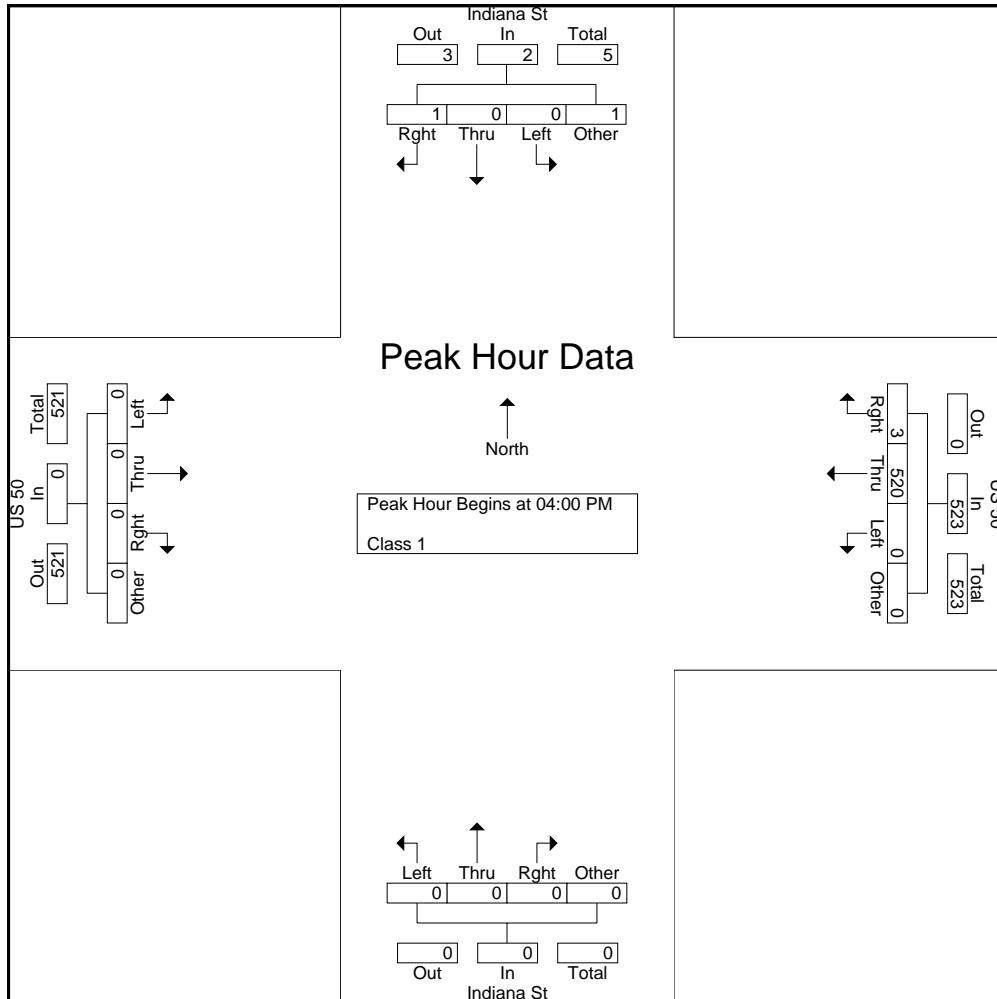 Indiana St
Out In Total
3 2 5
1 0 0 1
Rght Thru Left Other
Peak Hour Data
North
Peak Hour Begins at 04:00 PM
Class 1
US 50
Total In Out
521 0 521
0 0 0 0
Left Thru Rght Other
US 50
Out In Total
0 523 523
3 520 0 0
Rght Thru Left Other
Left Thru Rght Other
0 0 0 0
0 0 0
Out In Total
Indiana St